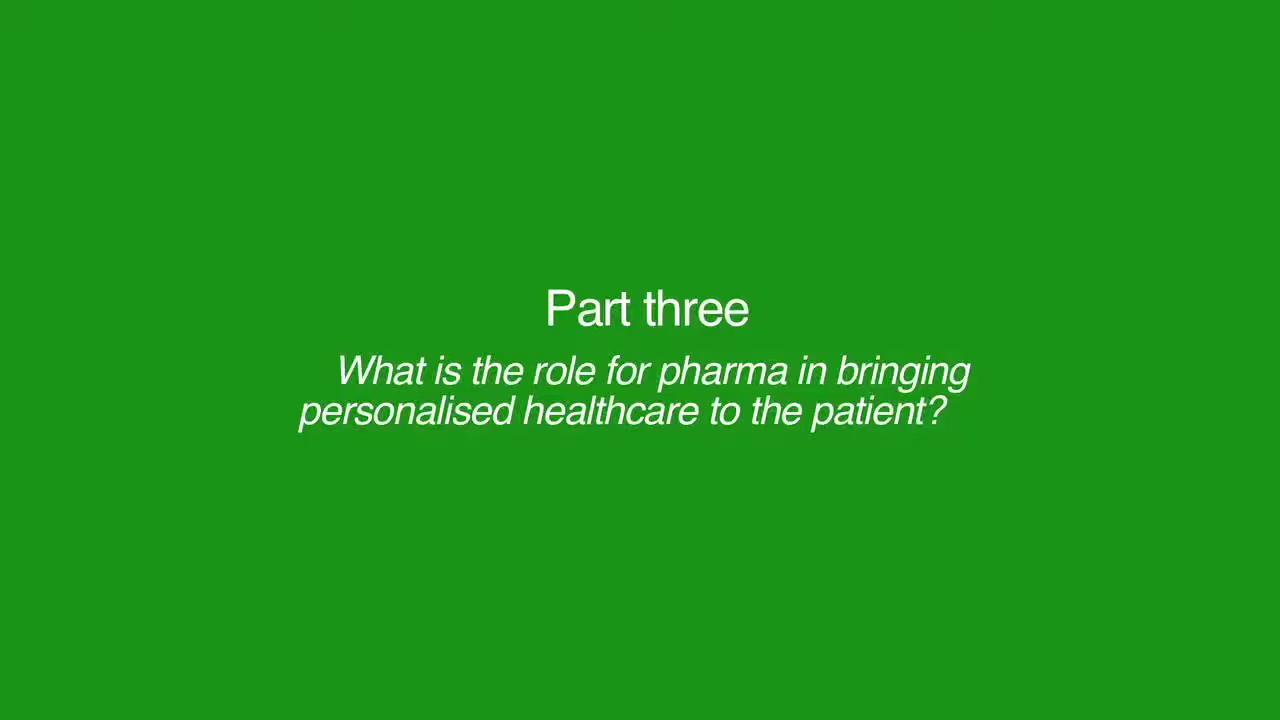 Part three
What is the role for pharma in bringing
personalised healthcare to the patient?